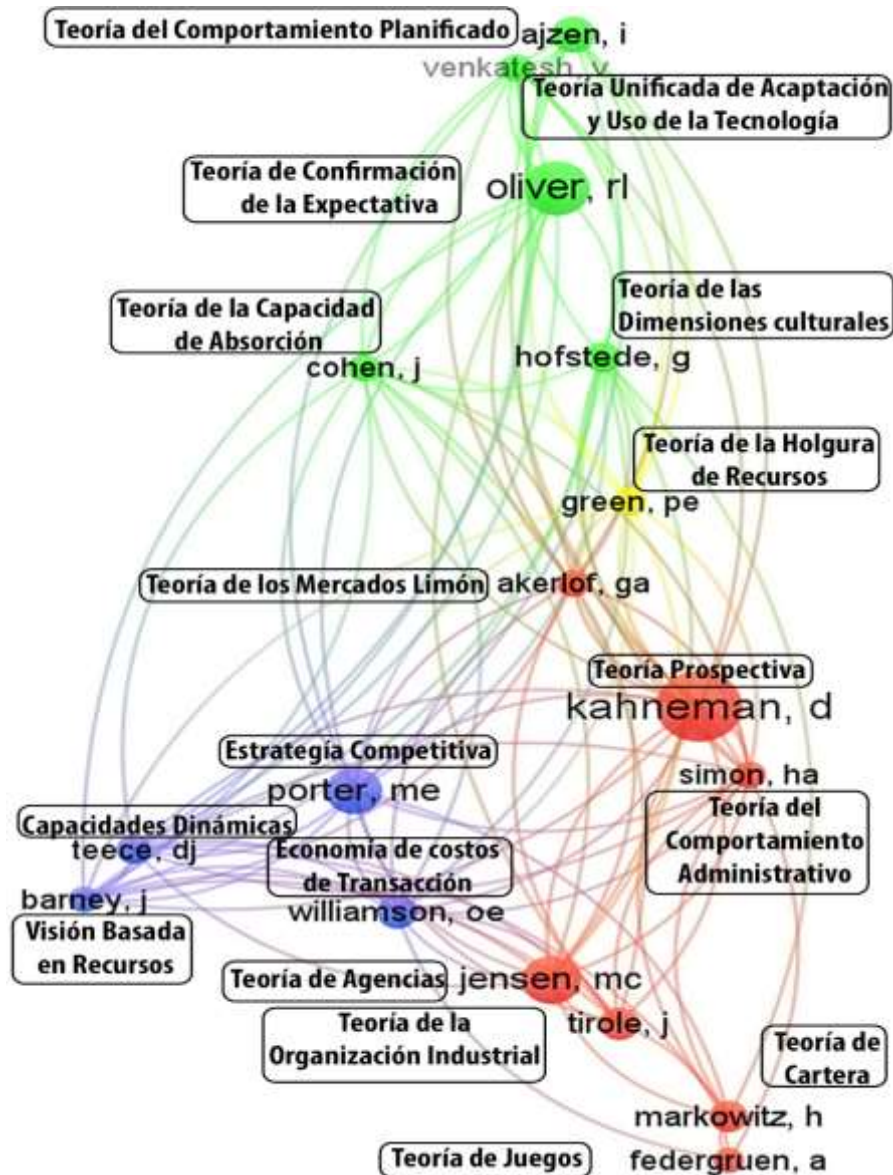 Teoría del Comportamiento Planificado
ajzen, i
venkatesh, v
Teoría Unificada de Acaptación
y Uso de la Tecnología
Teoría de Confirmación
de la Expectativa
oliver, rl
Teoría de la Capacidad
de Absorción
cohen, j
Teoría de las
Dimensiones culturales
hofstede, g
Teoría de la Holgura
de Recursos
green, pe
Teoría de los Mercados Limón
akerlof, ga
Teoría Prospectiva
kahneman, d
Estrategía Competitiva
porter, me
simon, ha
Teoría del
Comportamiento
Administrativo
Capacidades Dinámicas
teece, dj
Economía de costos
de Transacción
williamson, oe
barney, j
Visión Basada
en Recursos
Teoría de Agencias
jensen, mc
tirole, j
Teoría de la
Organización Industrial
Teoría de
Cartera
markowitz, h
Teoría de Juegos
federgruen, a